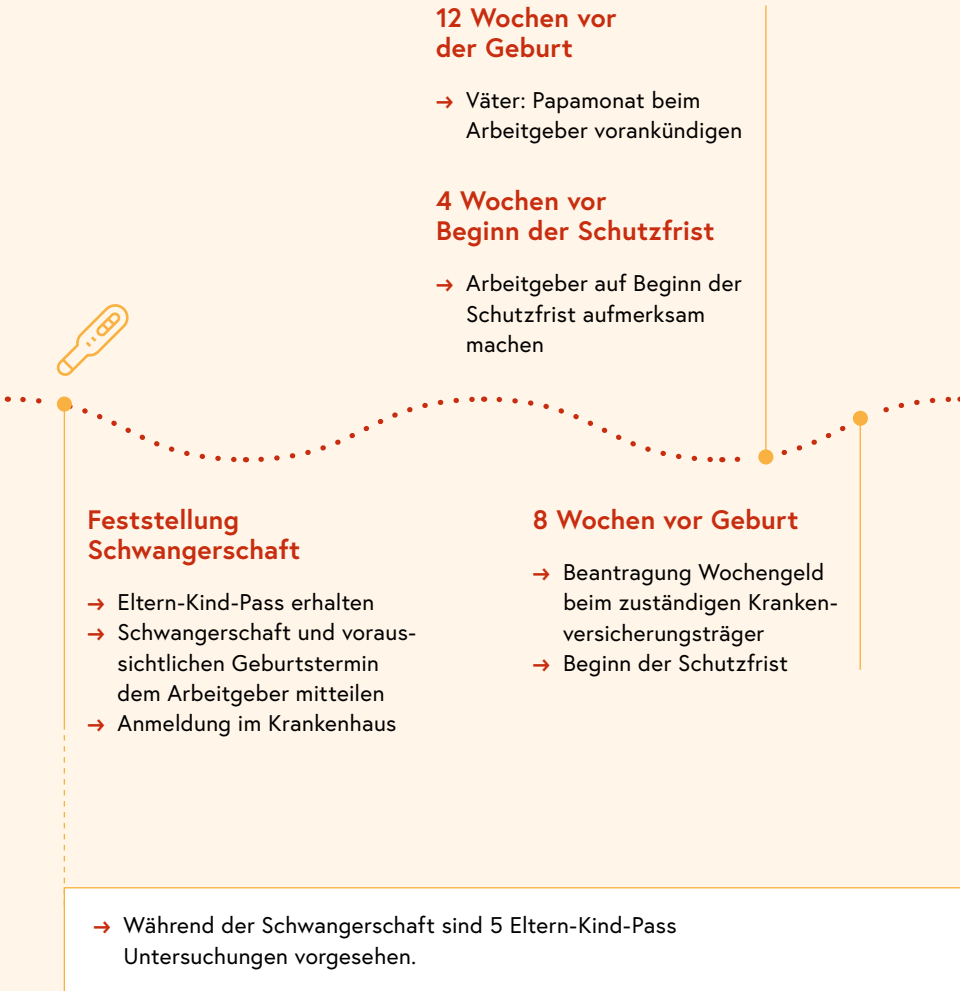 12 Wochen vor
der Geburt
→ Väter: Papamonat beim
Arbeitgeber vorankündigen
4 Wochen vor
Beginn der Schutzfrist
→ Arbeitgeber auf Beginn der
Schutzfrist aufmerksam
machen
Feststellung
Schwangerschaft
→ Eltern-Kind-Pass erhalten
→ Schwangerschaft und voraus-
sichtlichen Geburtstermin
dem Arbeitgeber mitteilen
→ Anmeldung im Krankenhaus
8 Wochen vor Geburt
→ Beantragung Wochengeld
beim zuständigen Kranken-
versicherungsträger
→ Beginn der Schutzfrist
→ Während der Schwangerschaft sind 5 Eltern-Kind-Pass
Untersuchungen vorgesehen.